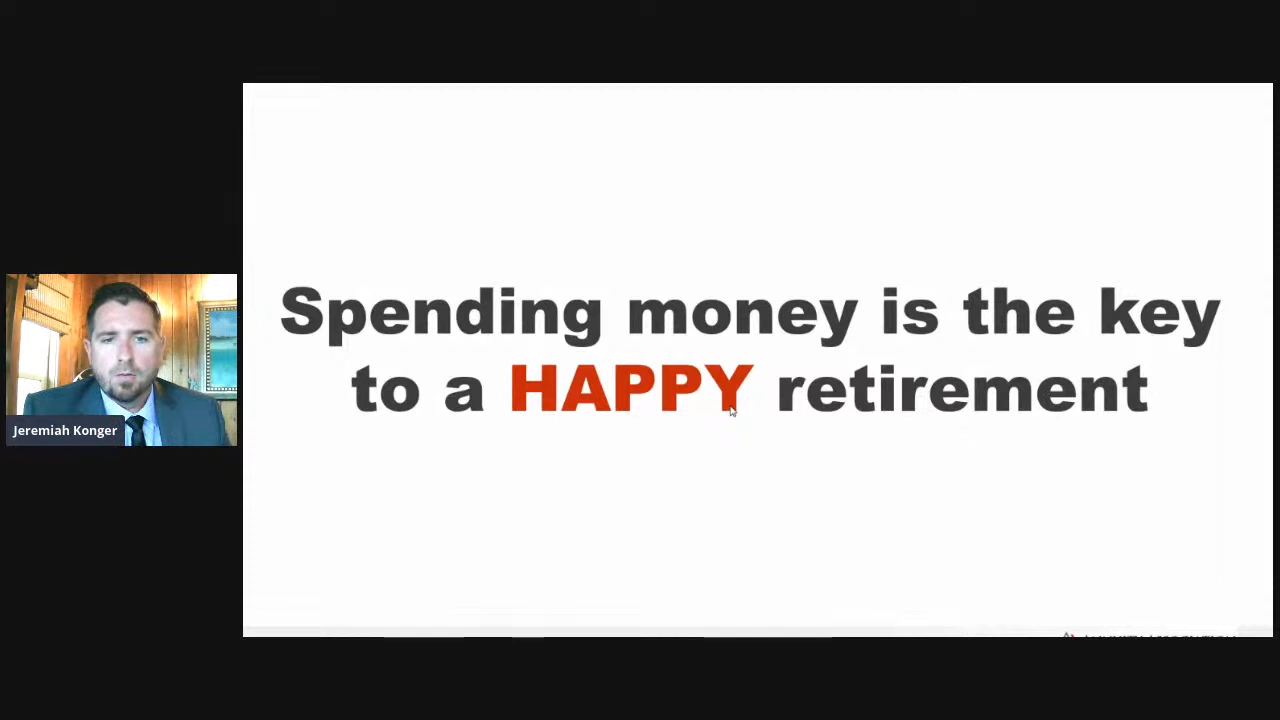 Spending money is the key
to a HAPPY retirement
Jeremiah Konger